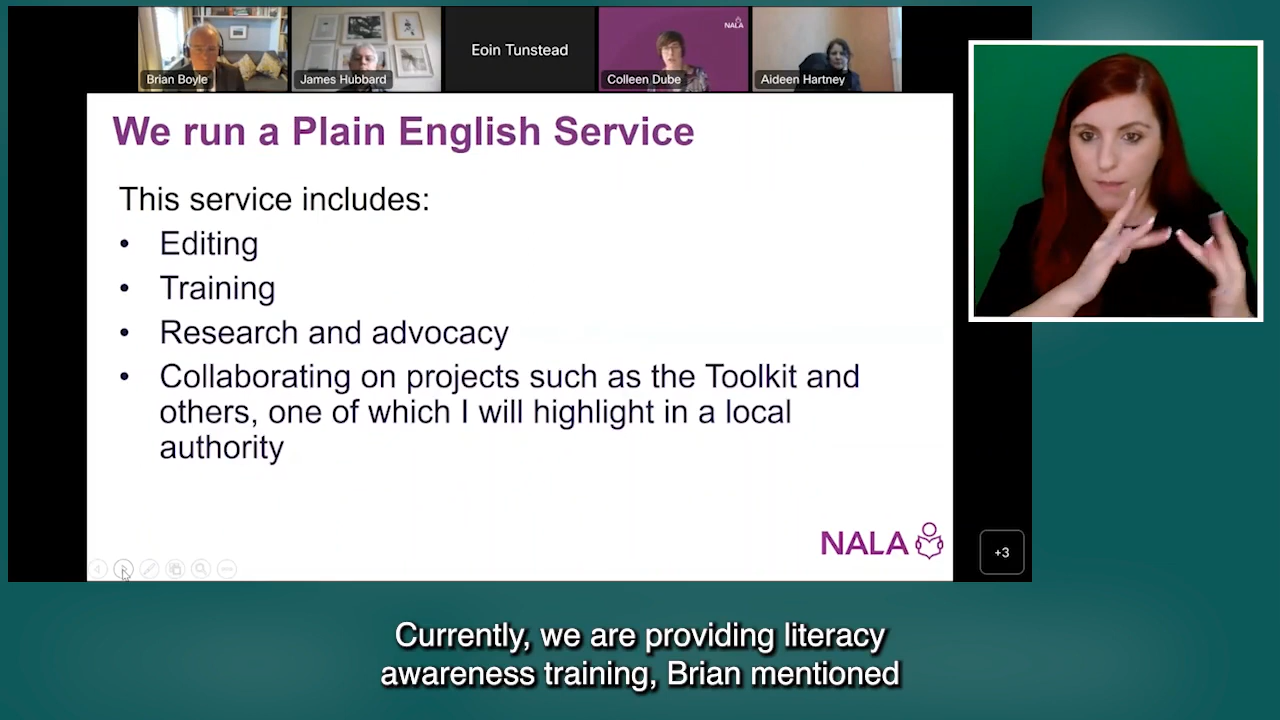 NALA
Eoin Tunstead
Brian Boyle
James Hubbard
Colleen Dube
Aideen Hartney
We run a Plain English Service
This service includes:
• Editing
• Training
• Research and advocacy
• Collaborating on projects such as the Toolkit and
others, one of which I will highlight in a local
authority
NALA
+3
Currently, we are providing literacy
awareness training, Brian mentioned